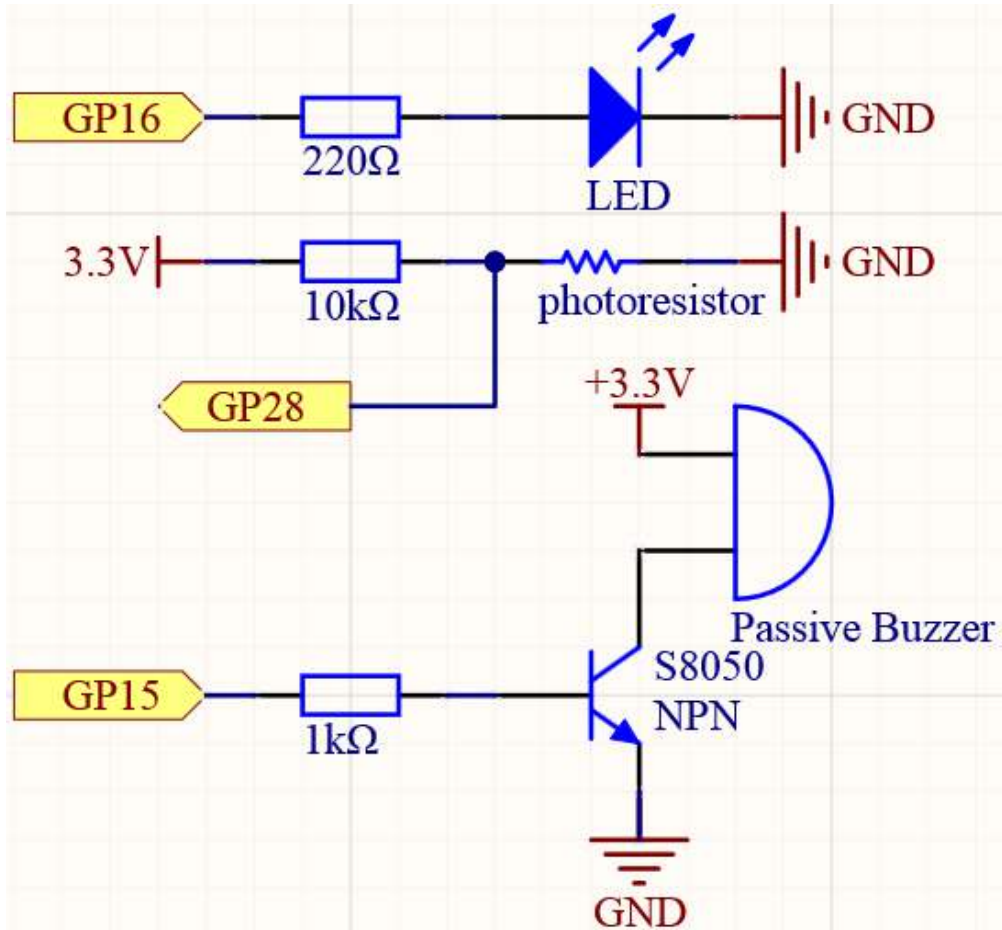 GP16
220Ω
LED
GND
3.3V
10kΩ
photoresistor
GND
GP28
+3.3V
Passive Buzzer
GP15
1kΩ
S8050
NPN
GND